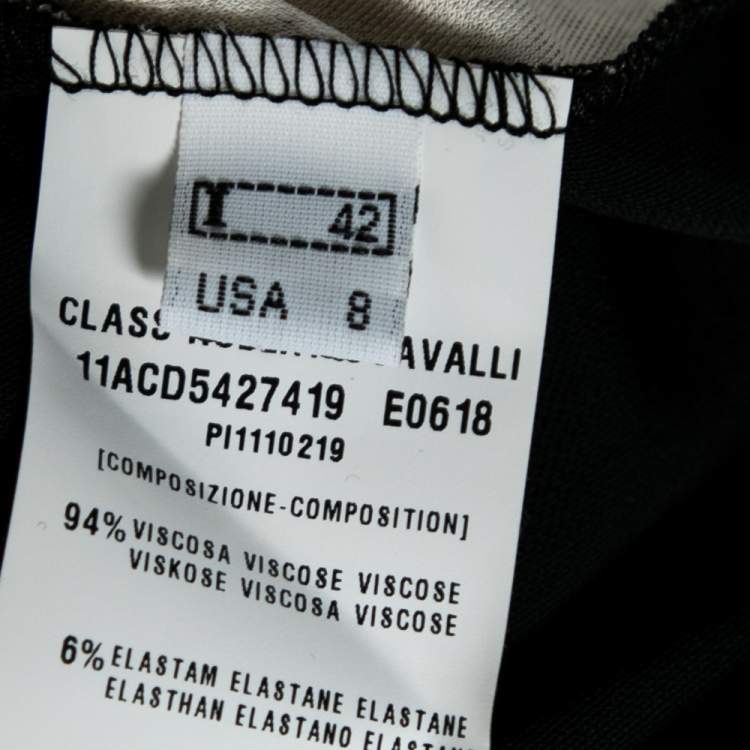 I 42
USA 8
CLASS AVALLI
11ACD5427419 E0618
PI1110219
[COMPOSIZIONE-COMPOSITION]
94% VISCOSA VISCOSE VISCOSE
VISKOSE VISCOSA VISCOSE
6% ELASTAM ELASTANE ELASTANE
ELASTHAN ELASTANO